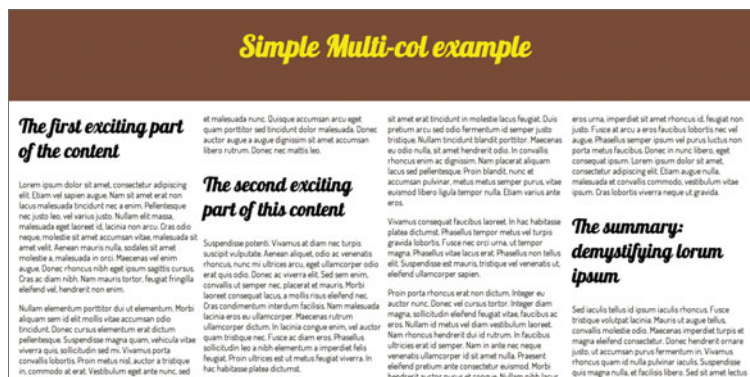 Simple Multi-col example
The first exciting part
of the content
Lorem ipsum dolor sit amet, consectetur adipiscing
elit. Etiam vel sapien augue. Nam sit amet erat non
lacus malesuada tincidunt nec a enim. Pellentesque
nec justo leo, vel varius justo. Nullam elit massa,
malesuada eget laoreet id, lacinia non arcu. Cras odio
neque, molestie sit amet accumsan vitae, malesuada sit
amet velit. Aenean mauris nulla, sodales sit amet
molestie a, malesuada in orci. Maecenas vel enim
augue. Donec rhoncus nibh eget ipsum sagittis cursus.
Cras ac diam nibh. Nam mauris tortor, feugiat fringilla
eleifend vel, hendrerit non enim.
Nullam elementum porttitor dui ut elementum. Morbi
aliquam sem id elit mollis vitae accumsan odio
tincidunt. Donec cursus elementum erat dictum
pellentesque. Suspendisse magna quam, vehicula vitae
viverra quis, sollicitudin sed mi. Vivamus porta
convallis lobortis. Proin metus nisl, auctor a tristique
in, commodo at erat. Vestibulum eget ante nunc, sed
et malesuada nunc. Quisque accumsan arcu eget
quam porttitor sed tincidunt dolor malesuada. Donec
auctor augue a augue dignissim sit amet accumsan
libero rutrum. Donec nec mattis leo.
The second exciting
part of this content
Suspendisse potenti. Vivamus at diam nec turpis
suscipit vulputate. Aenean aliquet, odio ac venenatis
rhoncus, nunc mi ultrices arcu, eget ullamcorper odio
erat quis odio. Donec ac viverra elit. Sed sem enim,
convallis ut semper nec, placerat et mauris. Morbi
laoreet consequat lacus, a mollis risus eleifend nec.
Cras condimentum interdum facilisis. Nam malesuada
lacinia eros eu ullamcorper. Maecenas rutrum
ullamcorper dictum. In lacinia congue enim, vel auctor
quam tristique nec. Fusce ac diam eros. Phasellus
sollicitudin leo a nibh elementum a imperdiet felis
feugiat. Proin ultrices est ut metus feugiat viverra. In
hac habitasse platea dictumst.
sit amet erat tincidunt in molestie lacus feugiat. Duis
pretium arcu sed odio fermentum id semper justo
tristique. Nullam tincidunt blandit porttitor. Maecenas
eu odio nulla, sit amet hendrerit odio. In convallis
rhoncus enim ac dignissim. Nam placerat aliquam
lacus sed pellentesque. Proin blandit, nunc et
accumsan pulvinar, metus metus semper purus, vitae
euismod libero ligula tempor nulla. Etiam varius ante
eros.
Vivamus consequat faucibus laoreet. In hac habitasse
platea dictumst. Phasellus tempor metus vel turpis
gravida lobortis. Fusce nec orci urna, ut tempor
magna. Phasellus vitae lacus erat. Phasellus non tellus
elit. Suspendisse est mauris, tristique vel venenatis ut,
eleifend ullamcorper sapien.
Proin porta rhoncus erat non dictum. Integer eu
auctor nunc. Donec vel cursus tortor. Integer diam
magna, sollicitudin eleifend feugiat vitae, faucibus ac
eros. Nullam id metus vel diam vestibulum laoreet.
Nam rhoncus hendrerit dui id rutrum. In faucibus
ultricies erat id semper. Nam in ante nec neque
venenatis ullamcorper id sit amet nulla. Praesent
eleifend pretium ante consectetur euismod. Morbi
eros urna, imperdiet sit amet rhoncus id, feugiat non
justo. Fusce at arcu a eros faucibus lobortis nec vel
augue. Phasellus semper ipsum vel purus luctus non
porta metus faucibus. Donec in nunc libero, eget
consequat ipsum. Lorem ipsum dolor sit amet,
consectetur adipiscing elit. Etiam augue nulla,
malesuada et convallis commodo, vestibulum vitae
ipsum. Cras lobortis viverra neque ut gravida.
The summary:
demystifying lorum
ipsum
Sed iaculis tellus id ipsum iaculis rhoncus. Fusce
tristique volutpat lacinia. Mauris ut augue tellus,
convallis molestie odio. Maecenas imperdiet turpis et
magna eleifend consectetur. Donec hendrerit ornare
justo, ut accumsan purus fermentum in. Vivamus
rhoncus quam id nulla pulvinar iaculis. Suspendisse
quis magna nulla, et facilisis libero. Sed sit amet lectus